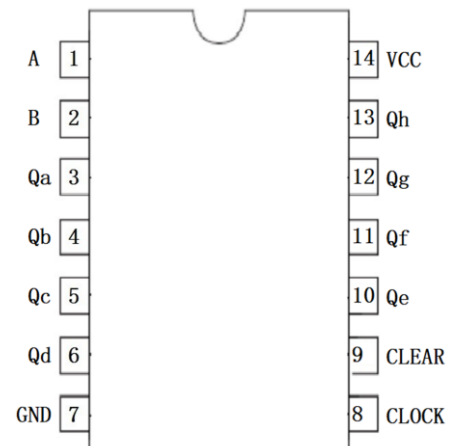 A 1 14 VCC
B 2 13 Qh
Qa 3 12 Qg
Qb 4 11 Qf
Qc 5 10 Qe
Qd 6 9 CLEAR
GND 7 8 CLOCK